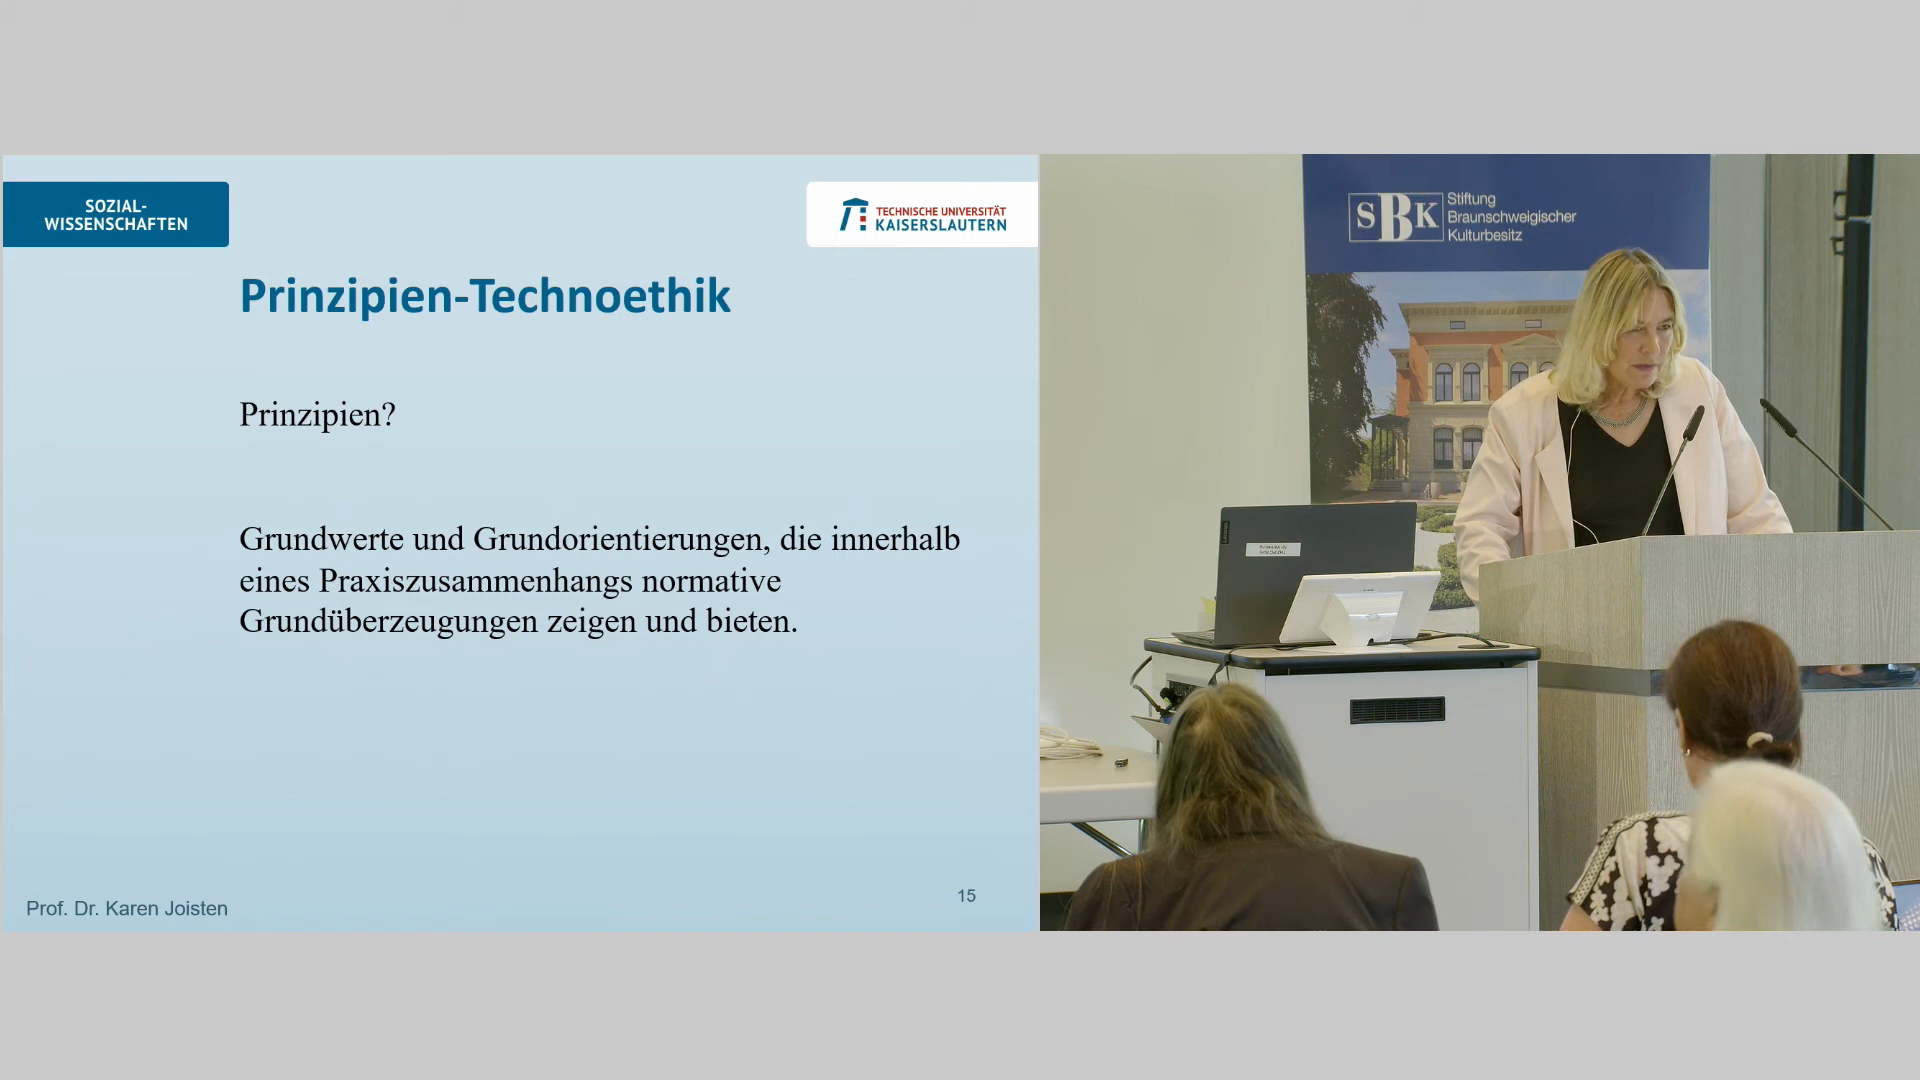 SOZIAL-
WISSENSCHAFTEN
TECHNISCHE UNIVERSITÄT
KAISERSLAUTERN
Prinzipien-Technoethik
Prinzipien?
Grundwerte und Grundorientierungen, die innerhalb
eines Praxiszusammenhangs normative
Grundüberzeugungen zeigen und bieten.
Prof. Dr. Karen Joisten
15
SBK
Stiftung
Braunschweigischer
Kulturbesitz